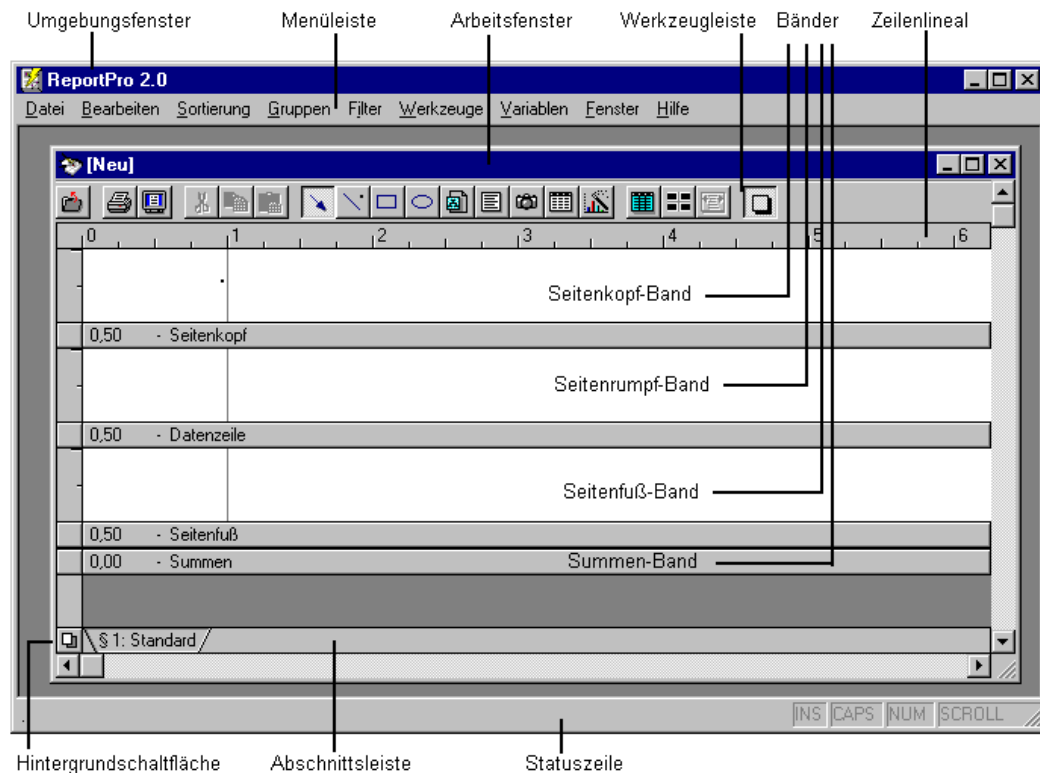 Umgebungsfenster Menüleiste Arbeitsfenster Werkzeugleiste Bänder Zeilenlineal
ReportPro 2.0
Datei Bearbeiten Sortierung Gruppen Filter Werkzeuge Variablen Fenster Hilfe
[Neu]
0 1 2 3 4 5 6
Seitenkopf-Band
0,50 - Seitenkopf
Seitenrumpf-Band
0,50 - Datenzeile
Seitenfuß-Band
0,50 - Seitenfuß
0,00 - Summen Summen-Band
§ 1: Standard
INS CAPS NUM SCROLL
Hintergrundschaltfläche Abschnittsleiste Statuszeile